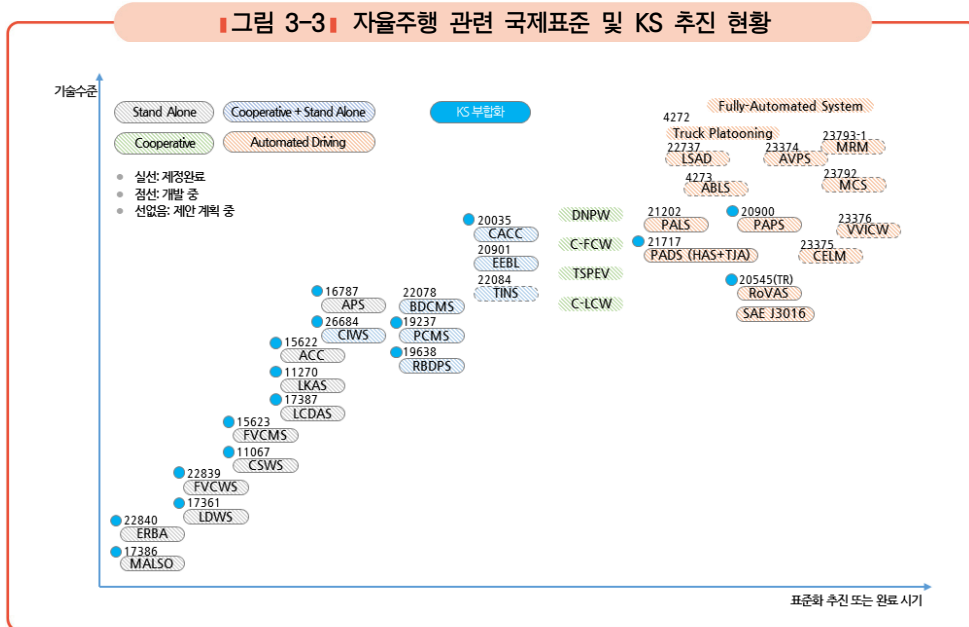 그림 3-3 자율주행 관련 국제표준 및 KS 추진 현황
기술수준
Stand Alone
Cooperative + Stand Alone
KS 부합화
Cooperative
Automated Driving
실선: 제정완료
점선: 개발 중
선없음: 제안 계획 중
Fully-Automated System
4272
Truck Platooning
22737
LSAD
23374
AVPS
23793-1
MRM
4273
ABLS
23792
MCS
20035
CACC
20901
EEBL
22084
TINS
DNPW
C-FCW
TSPEV
C-LCW
21202
PALS
21717
PADS (HAS+TJA)
20900
PAPS
23376
VVICW
23375
CELM
20545(TR)
RoVAS
SAE J3016
16787
APS
26684
CIWS
22078
BDCMS
19237
PCMS
19638
RBDPS
15622
ACC
11270
LKAS
17387
LCDAS
15623
FVCMS
11067
CSWS
22839
FVCWS
17361
LDWS
22840
ERBA
17386
MALSO
표준화 추진 또는 완료 시기